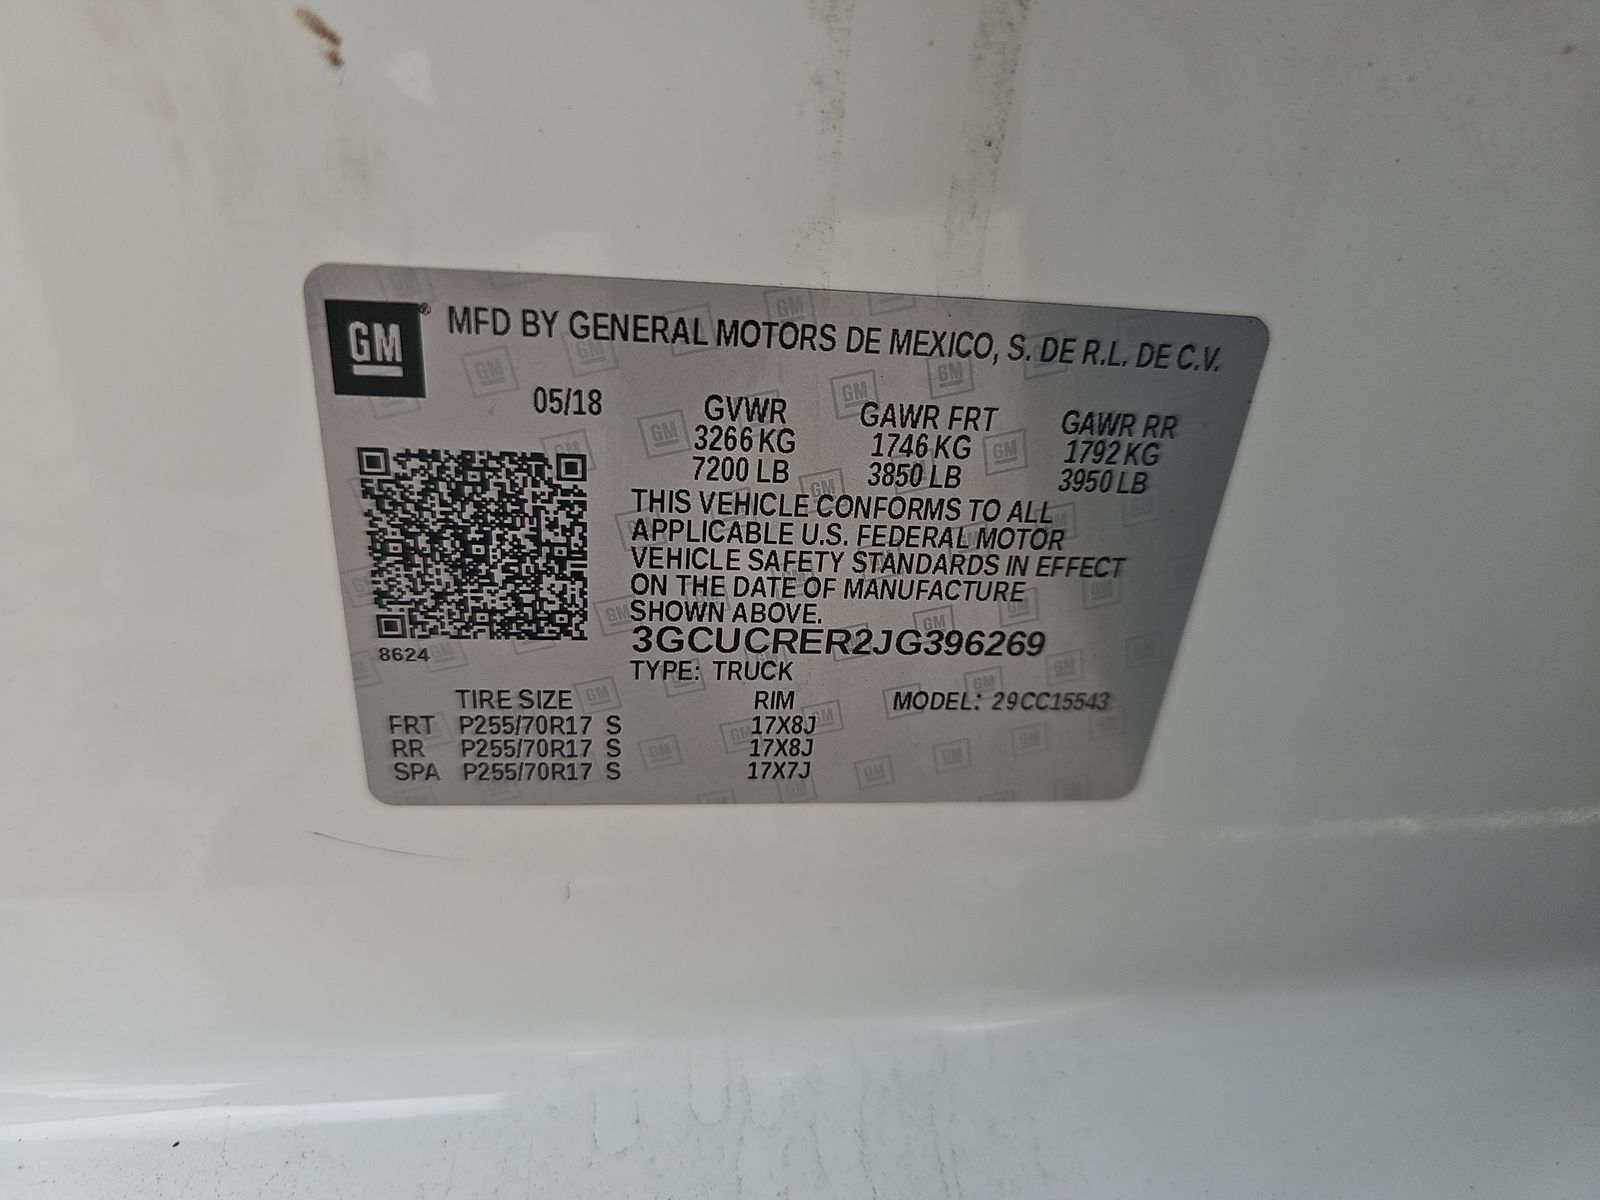 GM® MFD BY GENERAL MOTORS DE MEXICO, S. DE R.L. DE C.V.
05/18 GVWR GAWR FRT GAWR RR
3266 KG 1746 KG 1792 KG
7200 LB 3850 LB 3950 LB
THIS VEHICLE CONFORMS TO ALL
APPLICABLE U.S. FEDERAL MOTOR
VEHICLE SAFETY STANDARDS IN EFFECT
ON THE DATE OF MANUFACTURE
SHOWN ABOVE.
3GCUCRER2JG396269
8624
TYPE: TRUCK
TIRE SIZE RIM MODEL: 29CC15543
FRT P255/70R17 S 17X8J
RR P255/70R17 S 17X8J
SPA P255/70R17 S 17X7J